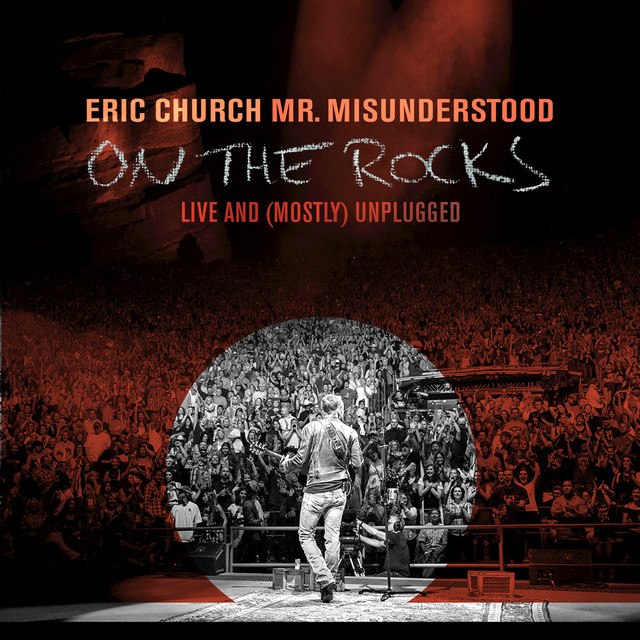 ERIC CHURCH MR. MISUNDERSTOOD
ON THE ROCKS
LIVE AND (MOSTLY) UNPLUGGED